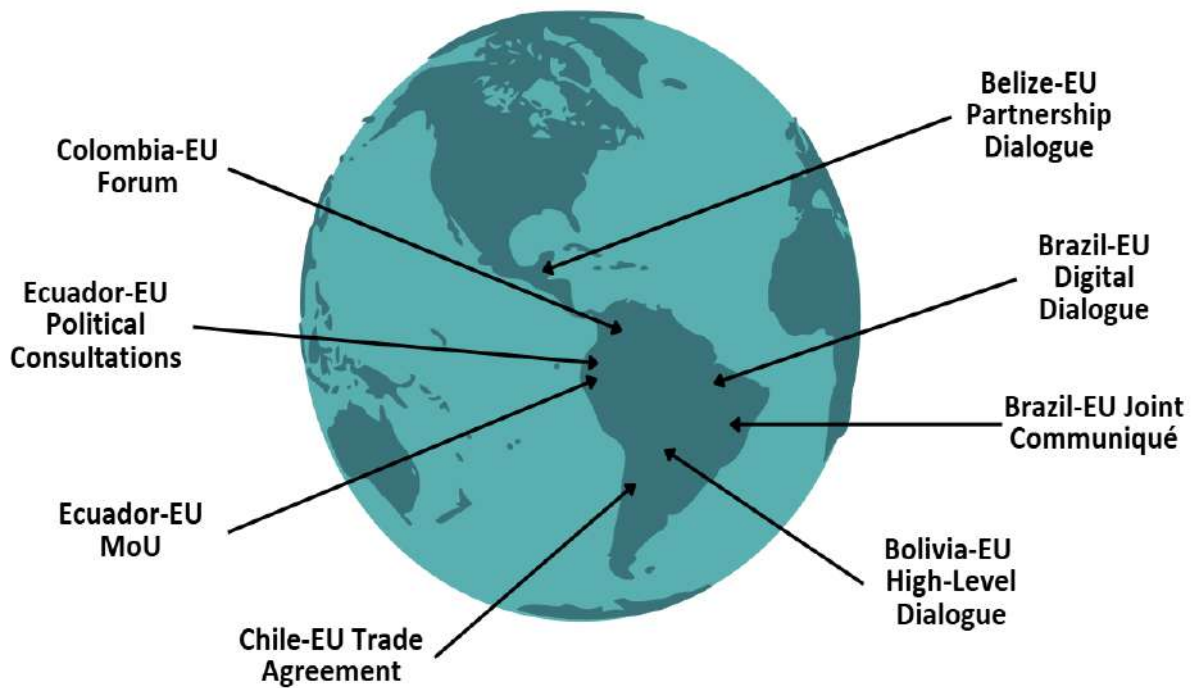 Belize-EU
Partnership
Dialogue
Colombia-EU
Forum
Brazil-EU
Digital
Dialogue
Ecuador-EU
Political
Consultations
Brazil-EU Joint
Communiqué
Ecuador-EU
MoU
Bolivia-EU
High-Level
Dialogue
Chile-EU Trade
Agreement